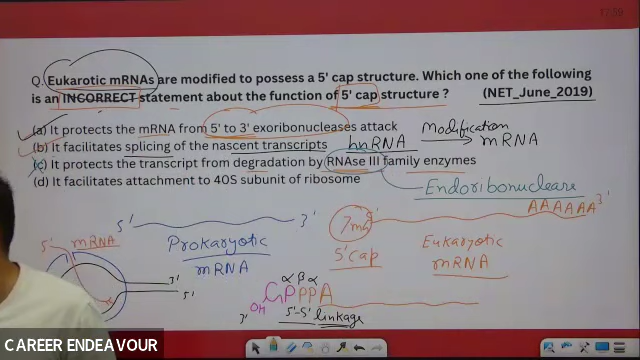 17:59
Q. Eukarotic mRNAs are modified to possess a 5' cap structure. Which one of the following
is an INCORRECT statement about the function of 5' cap structure ? (NET_June_2019)
(a) It protects the mRNA from 5' to 3' exoribonucleases attack
Modification
(b) It facilitates splicing of the nascent transcripts hnRNA → mRNA
(c) It protects the transcript from degradation by RNAse III family enzymes
(d) It facilitates attachment to 40S subunit of ribosome
Endoribonucleare
AAAAAA 3'
5' 3'
7mG
5' mRNA
Prokaryotic
mRNA
5' cap
Eukaryotic
mRNA
3'
5'
α β α
GPPPA
OH
3'
5'-5' linkage
CAREER ENDEAVOUR